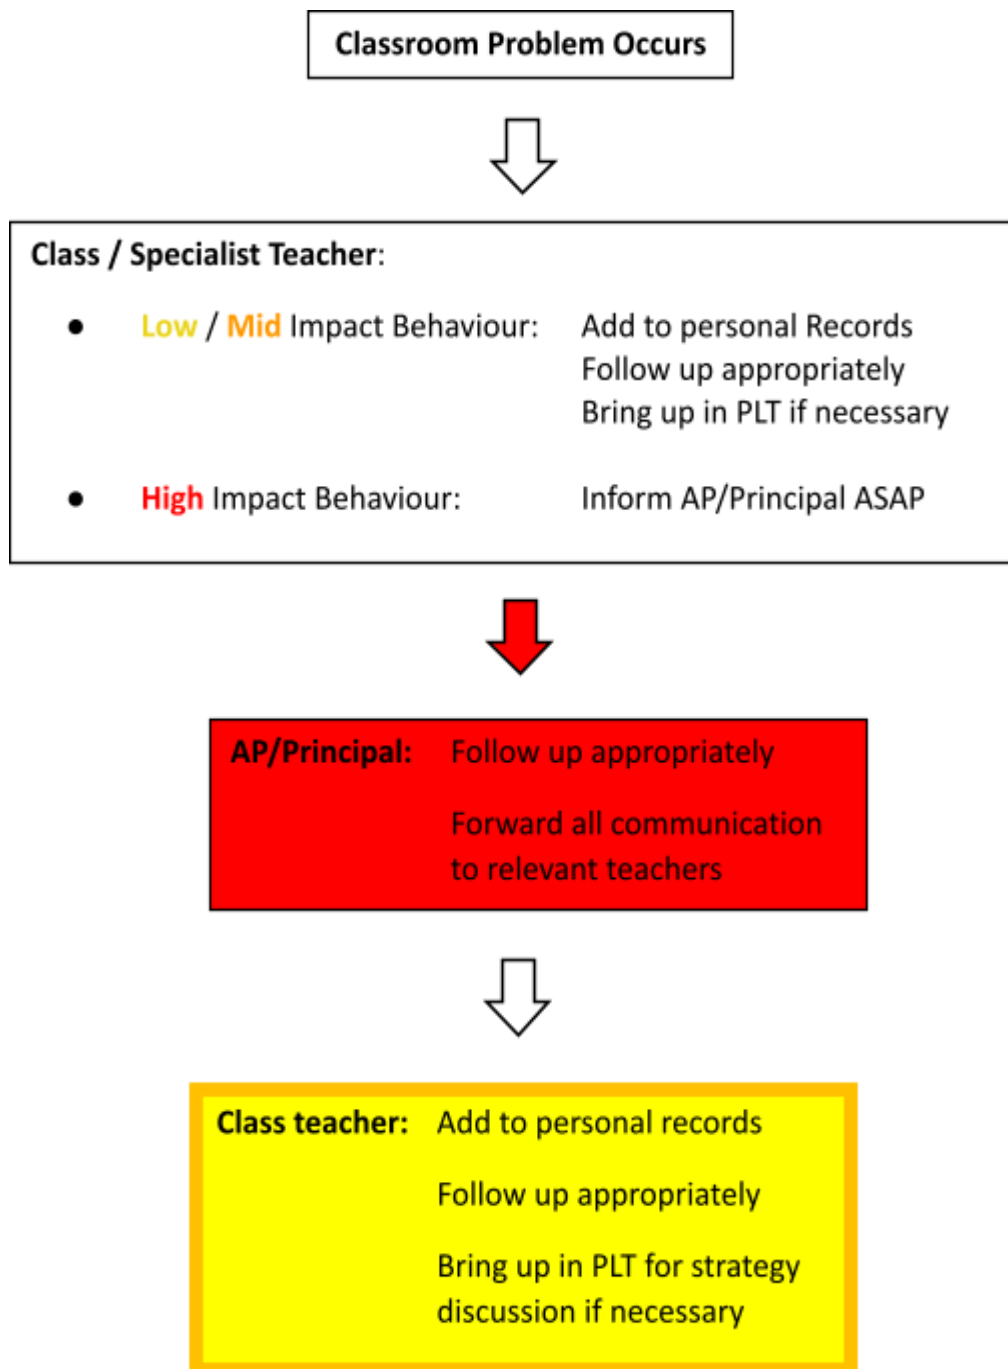 Classroom Problem Occurs
Class / Specialist Teacher:
● Low / Mid Impact Behaviour: Add to personal Records
Follow up appropriately
Bring up in PLT if necessary
● High Impact Behaviour: Inform AP/Principal ASAP
AP/Principal: Follow up appropriately
Forward all communication
to relevant teachers
Class teacher: Add to personal records
Follow up appropriately
Bring up in PLT for strategy
discussion if necessary